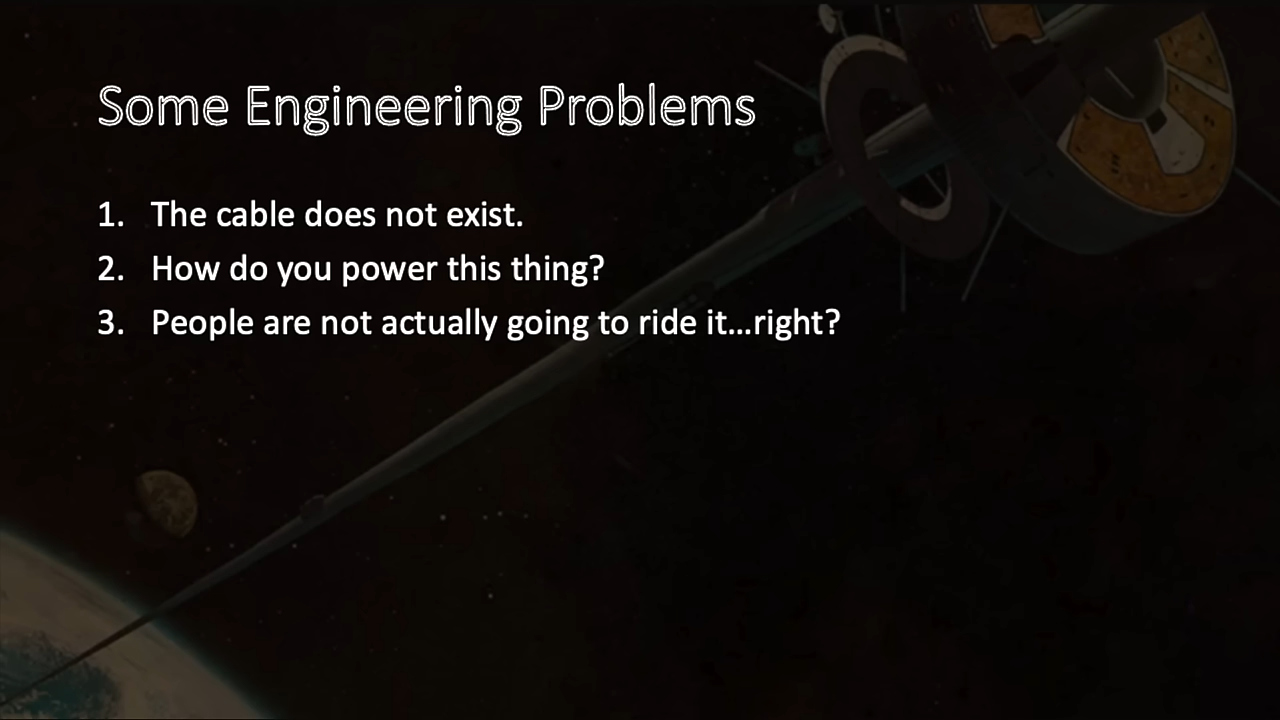 Some Engineering Problems
1. The cable does not exist.
2. How do you power this thing?
3. People are not actually going to ride it...right?